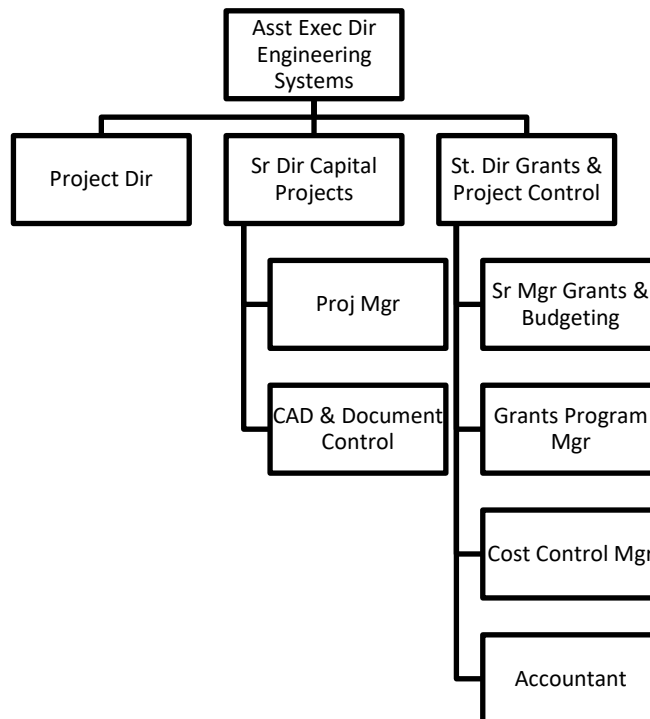 Asst Exec Dir
Engineering
Systems
Project Dir
Sr Dir Capital
Projects
St. Dir Grants &
Project Control
Proj Mgr
CAD & Document
Control
Sr Mgr Grants &
Budgeting
Grants Program
Mgr
Cost Control Mgr
Accountant